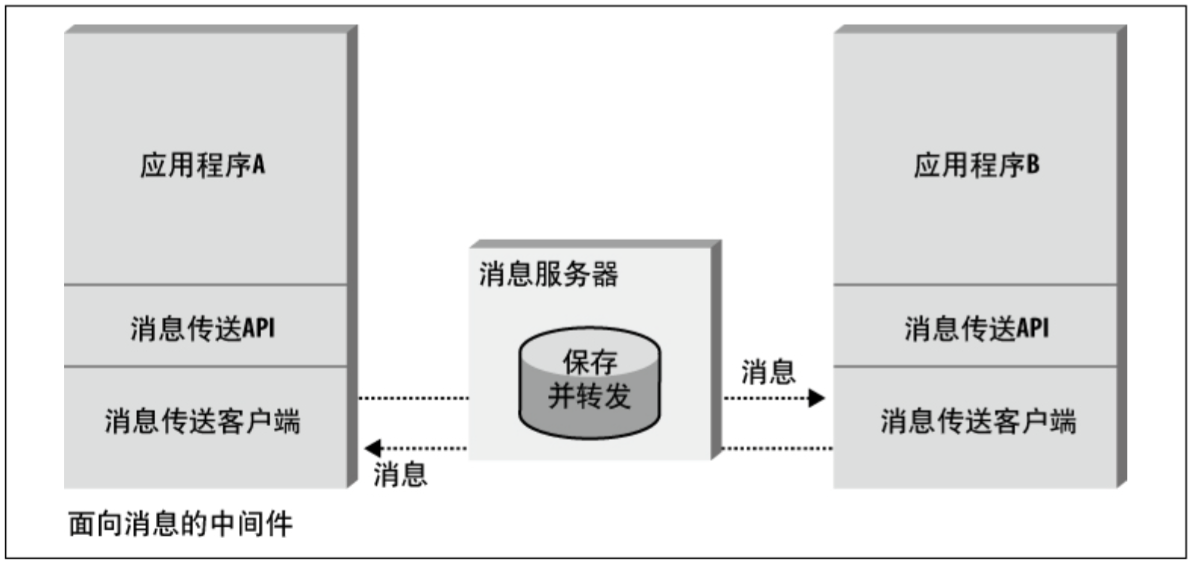 应用程序A
消息传送API
消息传送客户端
消息服务器
保存
并转发
消息
消息
应用程序B
消息传送API
消息传送客户端
面向消息的中间件